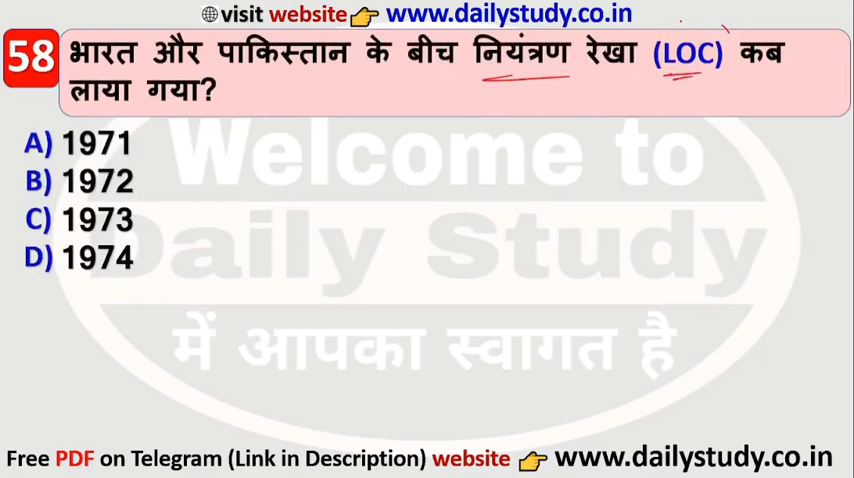 visit website www.dailystudy.co.in
58 भारत और पाकिस्तान के बीच नियंत्रण रेखा (LOC) कब
लाया गया?
A) 1971
B) 1972
C) 1973
D) 1974
Welcome to
Daily Study
में आपका स्वागत है
Free PDF on Telegram (Link in Description) website www.dailystudy.co.in